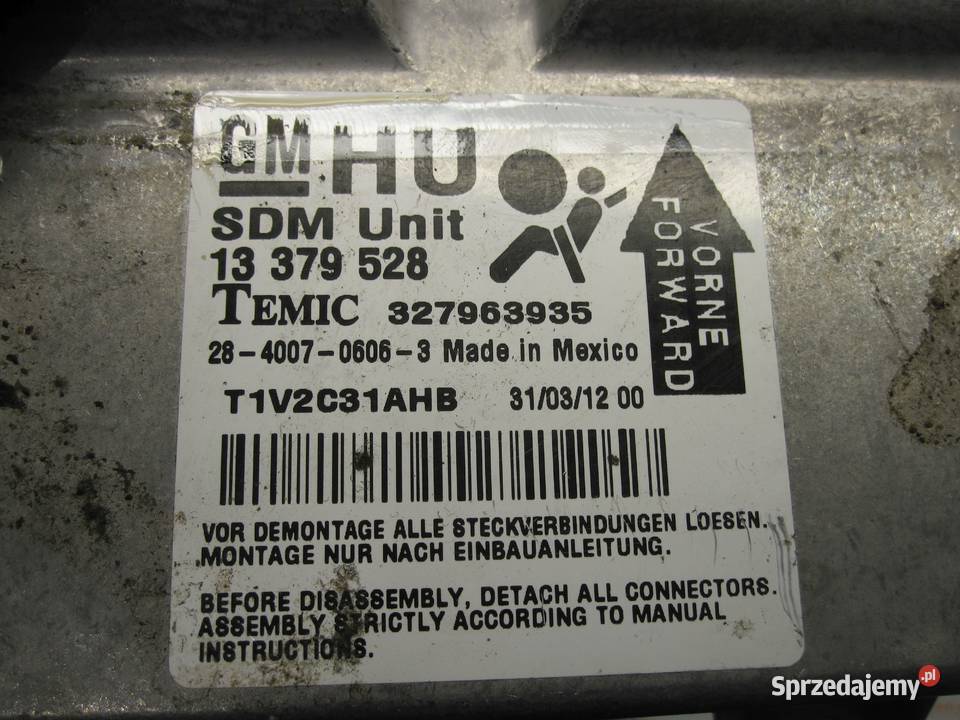 GM HU
SDM Unit
13 379 528
TEMIC 327963935
28-4007-0606-3 Made in Mexico
T1V2C31AHB 31/03/12 00
VORNE
FORWARD
VOR DEMONTAGE ALLE STECKVERBINDUNGEN LOESEN.
MONTAGE NUR NACH EINBAUANLEITUNG.
BEFORE DISASSEMBLY, DETACH ALL CONNECTORS.
ASSEMBLY STRICTLY ACCORDING TO MANUAL
INSTRUCTIONS.
Sprzedajemy.pl